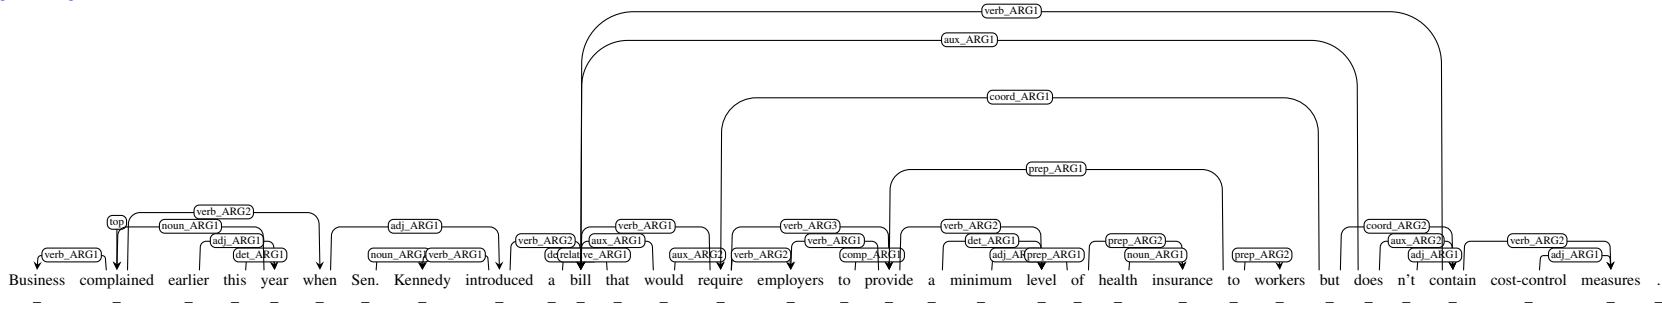 verb_ARG1
aux_ARG1
coord_ARG1
prep_ARG1
top verb_ARG2
noun_ARG1 adj_ARG1 verb_ARG1 verb_ARG3 verb_ARG2 coord_ARG2
adj_ARG1 verb_ARG2 aux_ARG1 verb_ARG1 det_ARG1 prep_ARG2 aux_ARG2 verb_ARG2
verb_ARG1 det_ARG1 verb_ARG1 aux_ARG2 verb_ARG2 comp_ARG1 prep_ARG1 noun_ARG1 prep_ARG2 adj_ARG1 adj_ARG1
Business complained earlier this year when Sen. Kennedy introduced a bill that would require employers to provide a minimum level of health insurance to workers but does n't contain cost-control measures .
_ _ _ _ _ _ _ _ _ _ _ _ _ _ _ _ _ _ _ _ _ _ _ _ _ _ _ _ _ _ _ _